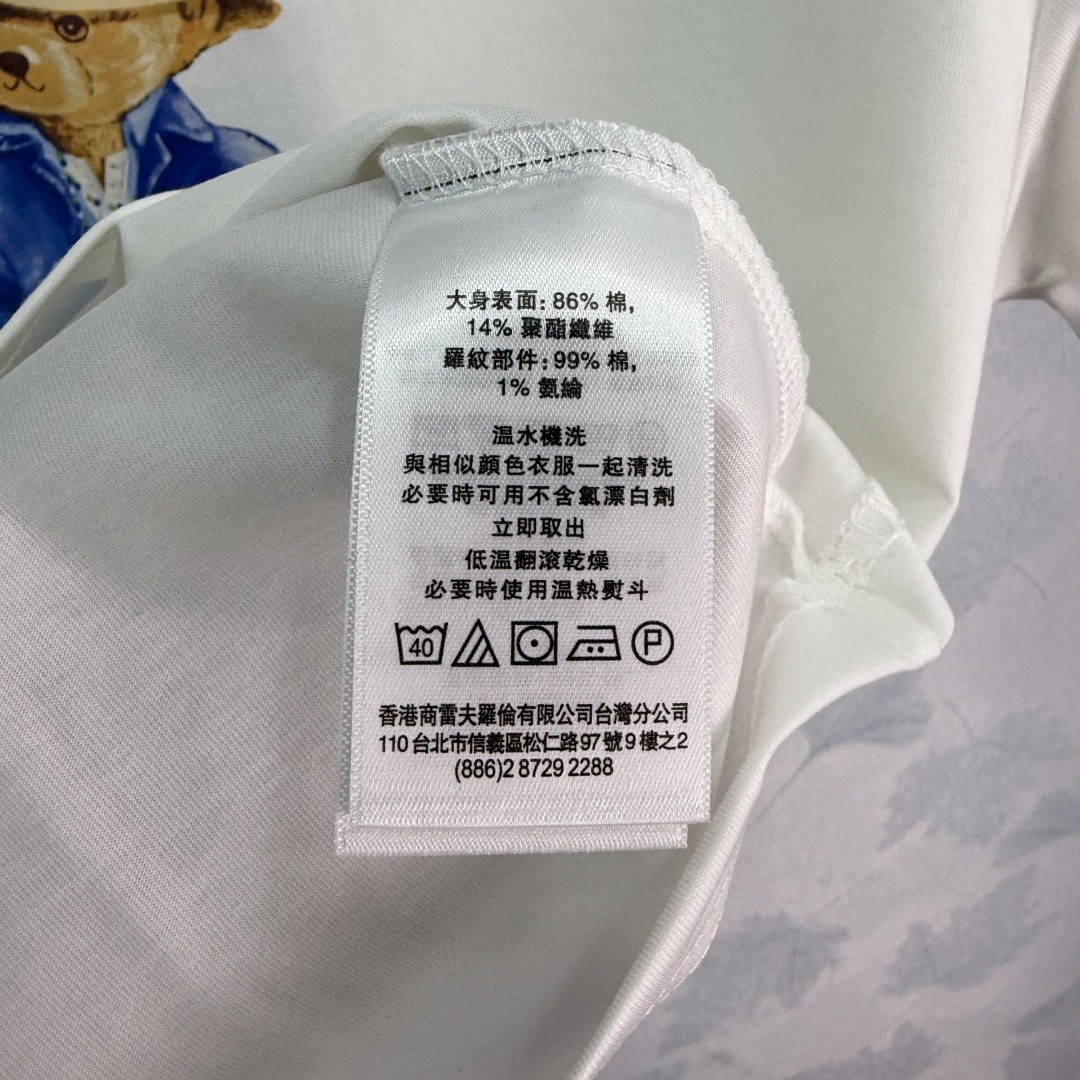 大身表面: 86% 棉,
14% 聚酯纖維
羅紋部件: 99% 棉,
1% 氨綸
溫水機洗
與相似顏色衣服一起清洗
必要時可用不含氯漂白劑
立即取出
低溫翻滾乾燥
必要時使用溫熱熨斗
40 P
香港商雷夫羅倫有限公司台灣分公司
110 台北市信義區松仁路97號9樓之2
(886)2 8729 2288